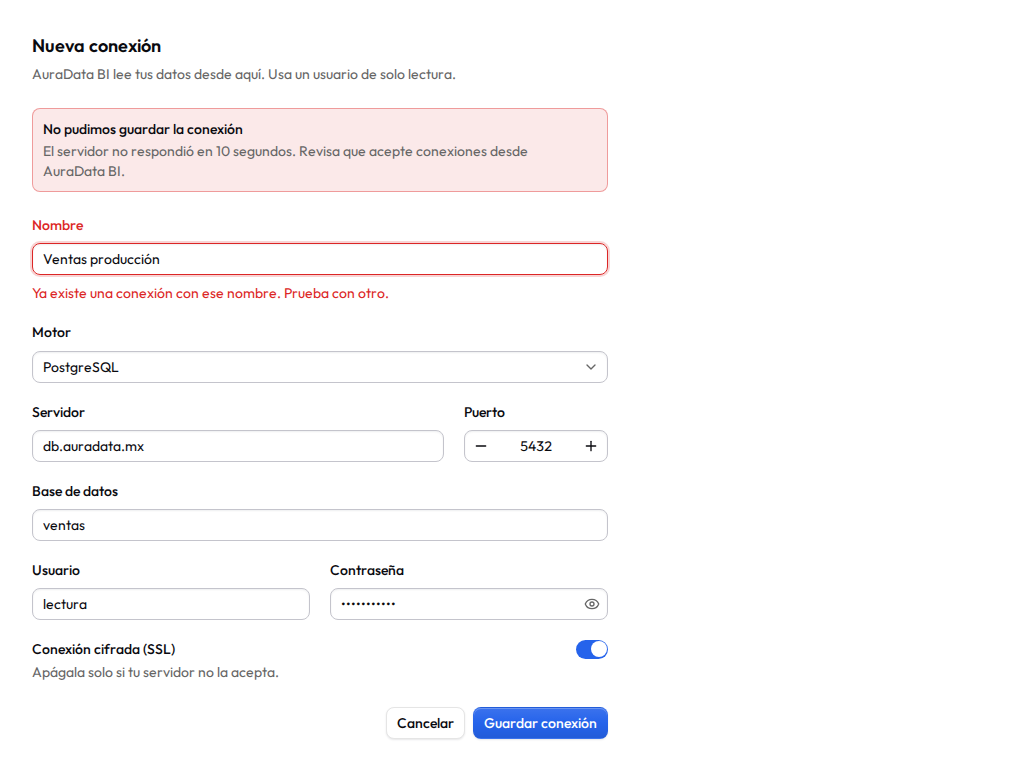 Nueva conexión
AuraData BI lee tus datos desde aquí. Usa un usuario de solo lectura.
No pudimos guardar la conexión
El servidor no respondió en 10 segundos. Revisa que acepte conexiones desde
AuraData BI.
Nombre
Ventas producción
Ya existe una conexión con ese nombre. Prueba con otro.
Motor
PostgreSQL
Servidor
Puerto
db.auradata.mx
5432
Base de datos
ventas
Usuario
Contraseña
lectura
•••••••••••
Conexión cifrada (SSL)
Apágala solo si tu servidor no la acepta.
Cancelar
Guardar conexión